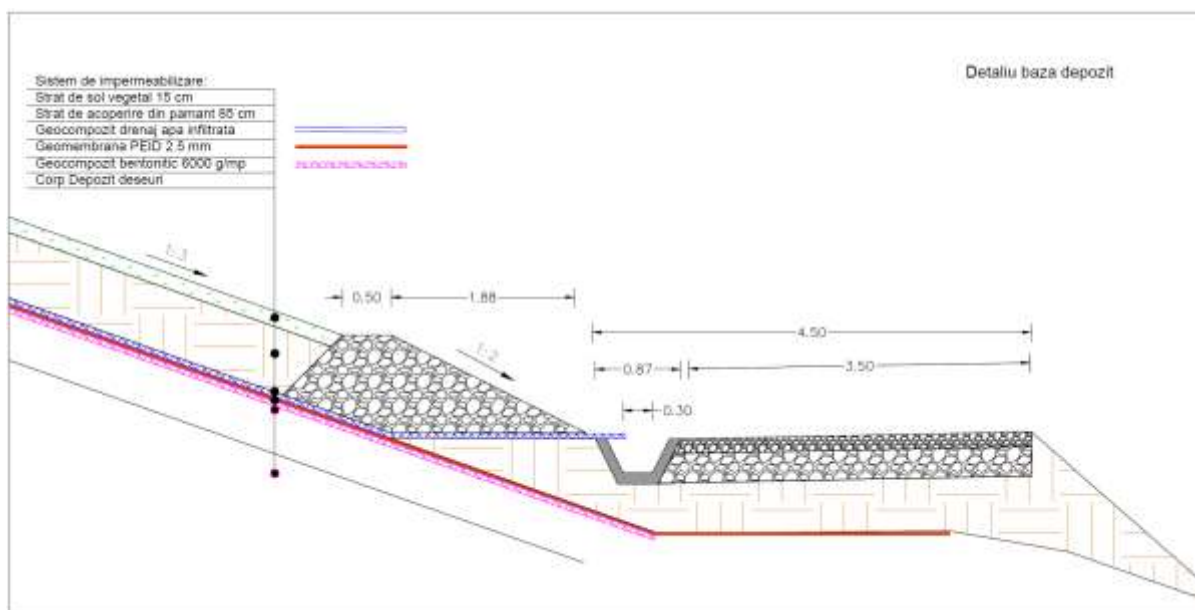 Detaliu baza depozit
Sistem de impermeabilizare:
Strat de sol vegetal 15 cm
Strat de acoperire din pamant 85 cm
Geocompozit drenaj apa infiltrata
Geomembrana PEID 2.5 mm
Geocompozit bentonitic 6000 g/mp
Corp Depozit deseuri
1:3
0.50
1.88
1:2
4.50
0.87
3.50
0.30